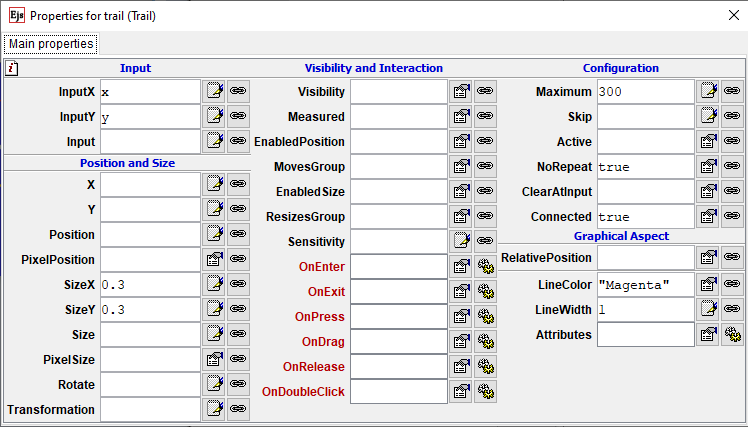 Ejs Properties for trail (Trail)
Main properties
Input
InputX x
InputY y
Input
Position and Size
X
Y
Position
PixelPosition
SizeX 0.3
SizeY 0.3
Size
PixelSize
Rotate
Transformation
Visibility and Interaction
Visibility
Measured
EnabledPosition
MovesGroup
EnabledSize
ResizesGroup
Sensitivity
OnEnter
OnExit
OnPress
OnDrag
OnRelease
OnDoubleClick
Configuration
Maximum 300
Skip
Active
NoRepeat true
ClearAtInput
Connected true
Graphical Aspect
RelativePosition
LineColor "Magenta"
LineWidth 1
Attributes